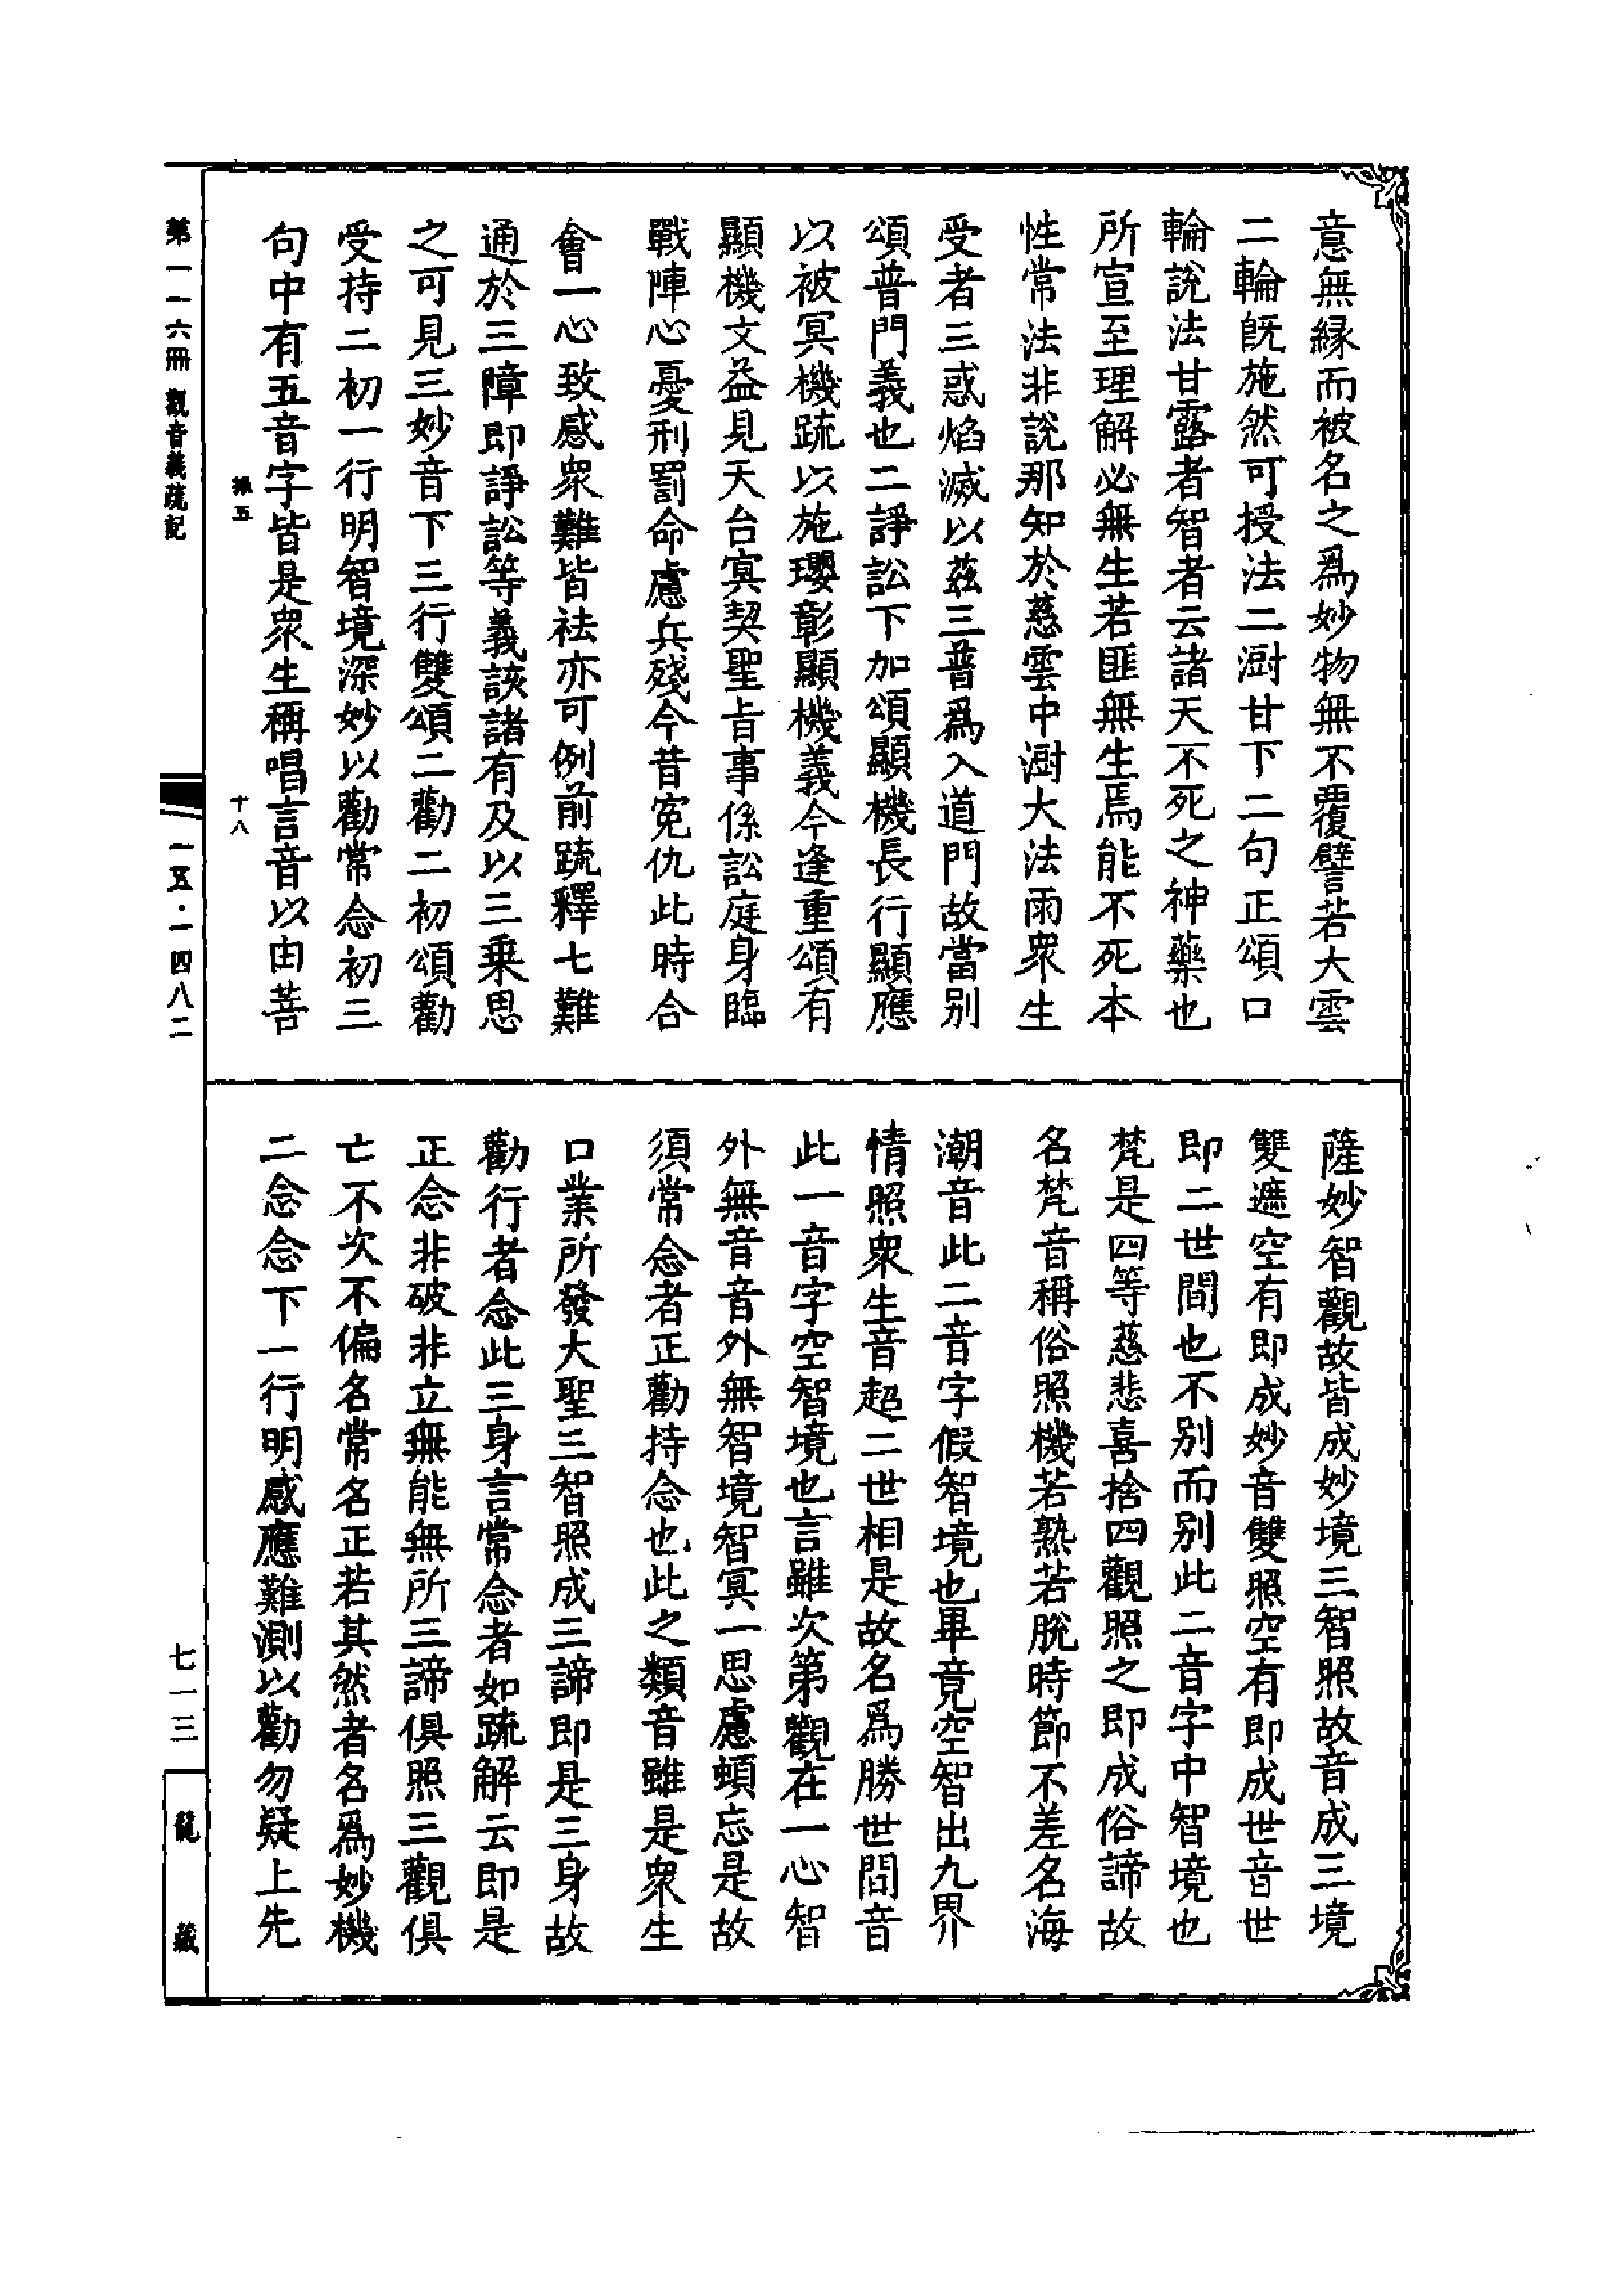 意無緣而被名之爲妙物無不覆譬若大雲
二輪旣施然可授法二澍甘下二句正頌口
輪說法甘露者智者云諸天不死之神藥也
所宣至理解必無生若匪無生焉能不死本
性常法非說那知於慈雲中澍大法雨衆生
受者三惑焰滅以茲三普爲入道門故當别
頌普門義也二諍訟下加頌顯機長行顯應
以被冥機䟽以施瓔彰顯機義今逢重頌有
顯機文益見天台冥契聖旨事係訟庭身臨
戰陣心憂刑罰命慮兵殘今昔寃仇此時合
會一心致感衆難皆祛亦可例前䟽釋七難
通於三障即諍訟等義該諸有及以三乗思
之可見三妙音下三行雙頌二勸二初頌勸
受持二初一行明智境深妙以勸常念初三
句中有五音字皆是衆生稱唱言音以由菩
薩妙智觀故皆成妙境三智照故音成三境
雙遮空有即成妙音雙照空有即成世音世
即二世間也不别而别此二音字中智境也
梵是四等慈悲喜捨四觀照之即成俗諦故
名梵音稱俗照機若熟若脫時節不差名海
潮音此二音字假智境也畢竟空智出九界
情照衆生音超二世相是故名爲勝世間音
此一音字空智境也言雖次第觀在一心智
外無音音外無智境智冥一思慮頓忘是故
須常念者正勸持念也此之類音雖是衆生
口業所發大聖三智照成三諦即是三身故
勸行者念此三身言常念者如䟽解云即是
正念非破非立無能無所三諦俱照三觀俱
亡不次不偏名常名正若其然者名爲妙機
二念念下一行明感應難測以勸勿疑上先
振五
十八
第一一六冊 觀音義疏記
一五·一四八二
七一三
龍藏